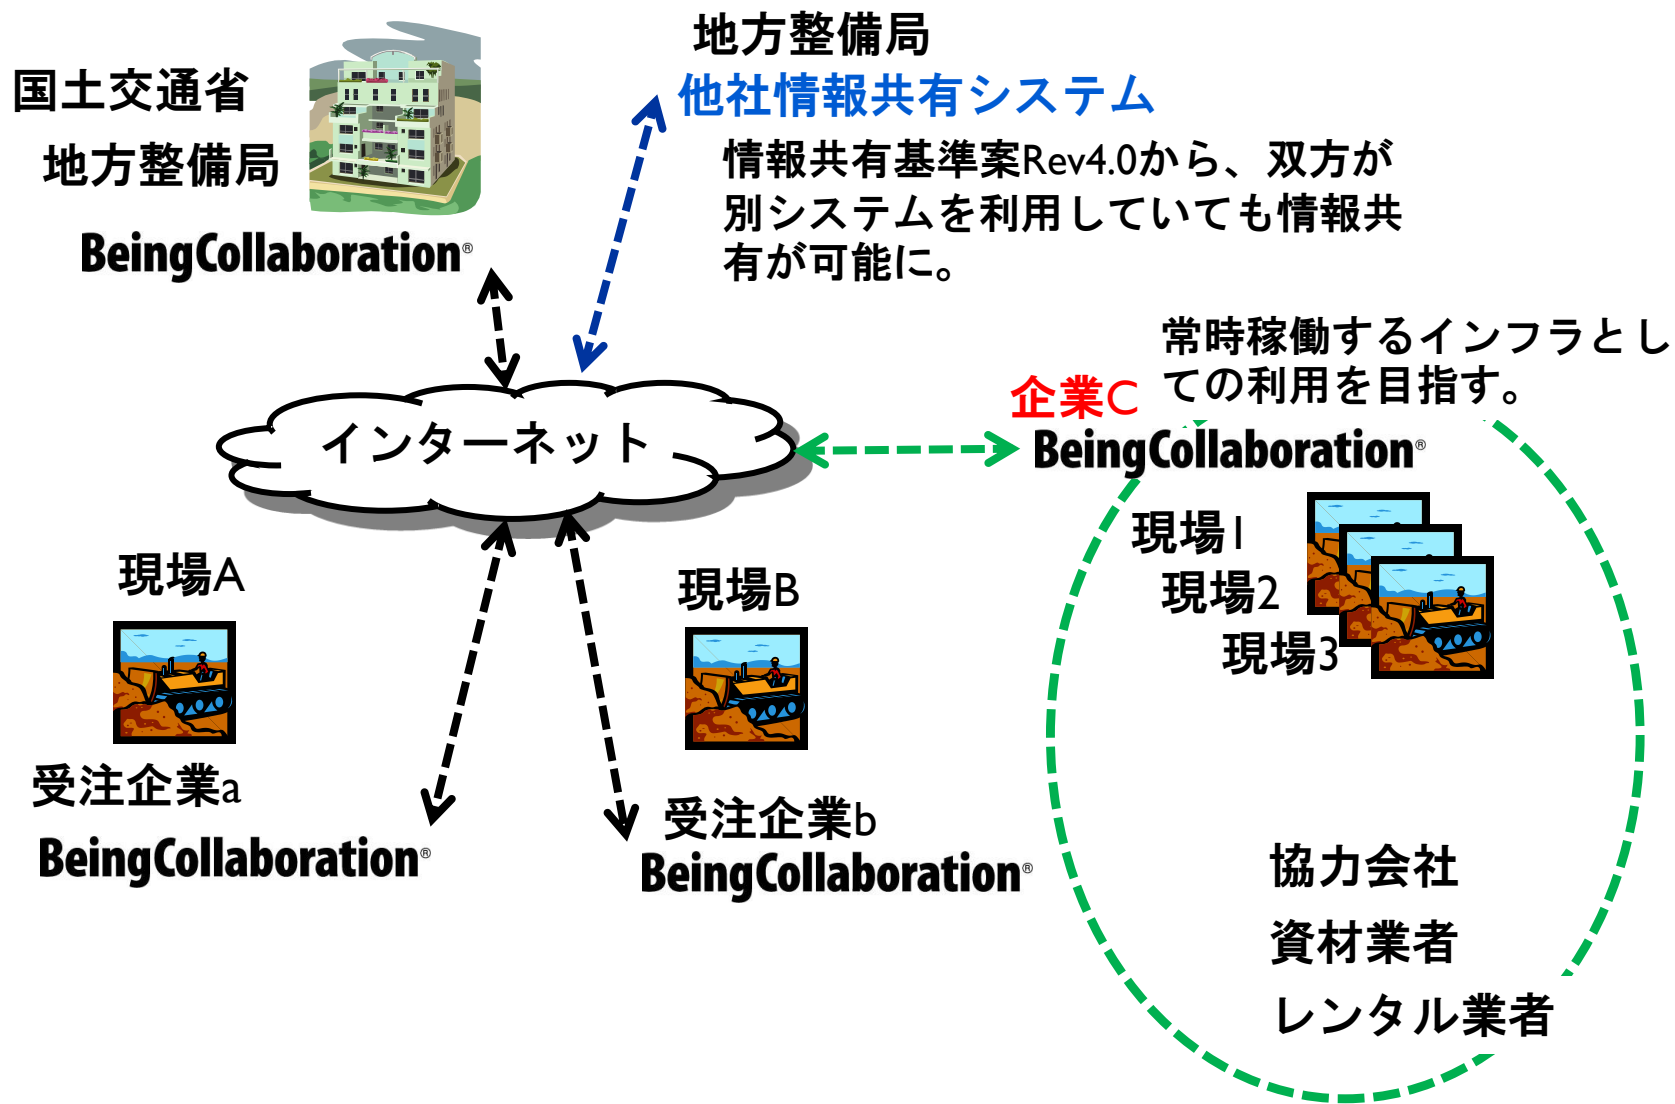 国土交通省
地方整備局
BeingCollaboration®
地方整備局
他社情報共有システム
情報共有基準案Rev4.0から、双方が
別システムを利用していても情報共
有が可能に。
常時稼働するインフラとし
ての利用を目指す。
インターネット
企業C
BeingCollaboration®
現場1
現場2
現場3
現場A
受注企業a
BeingCollaboration®
現場B
受注企業b
BeingCollaboration®
協力会社
資材業者
レンタル業者